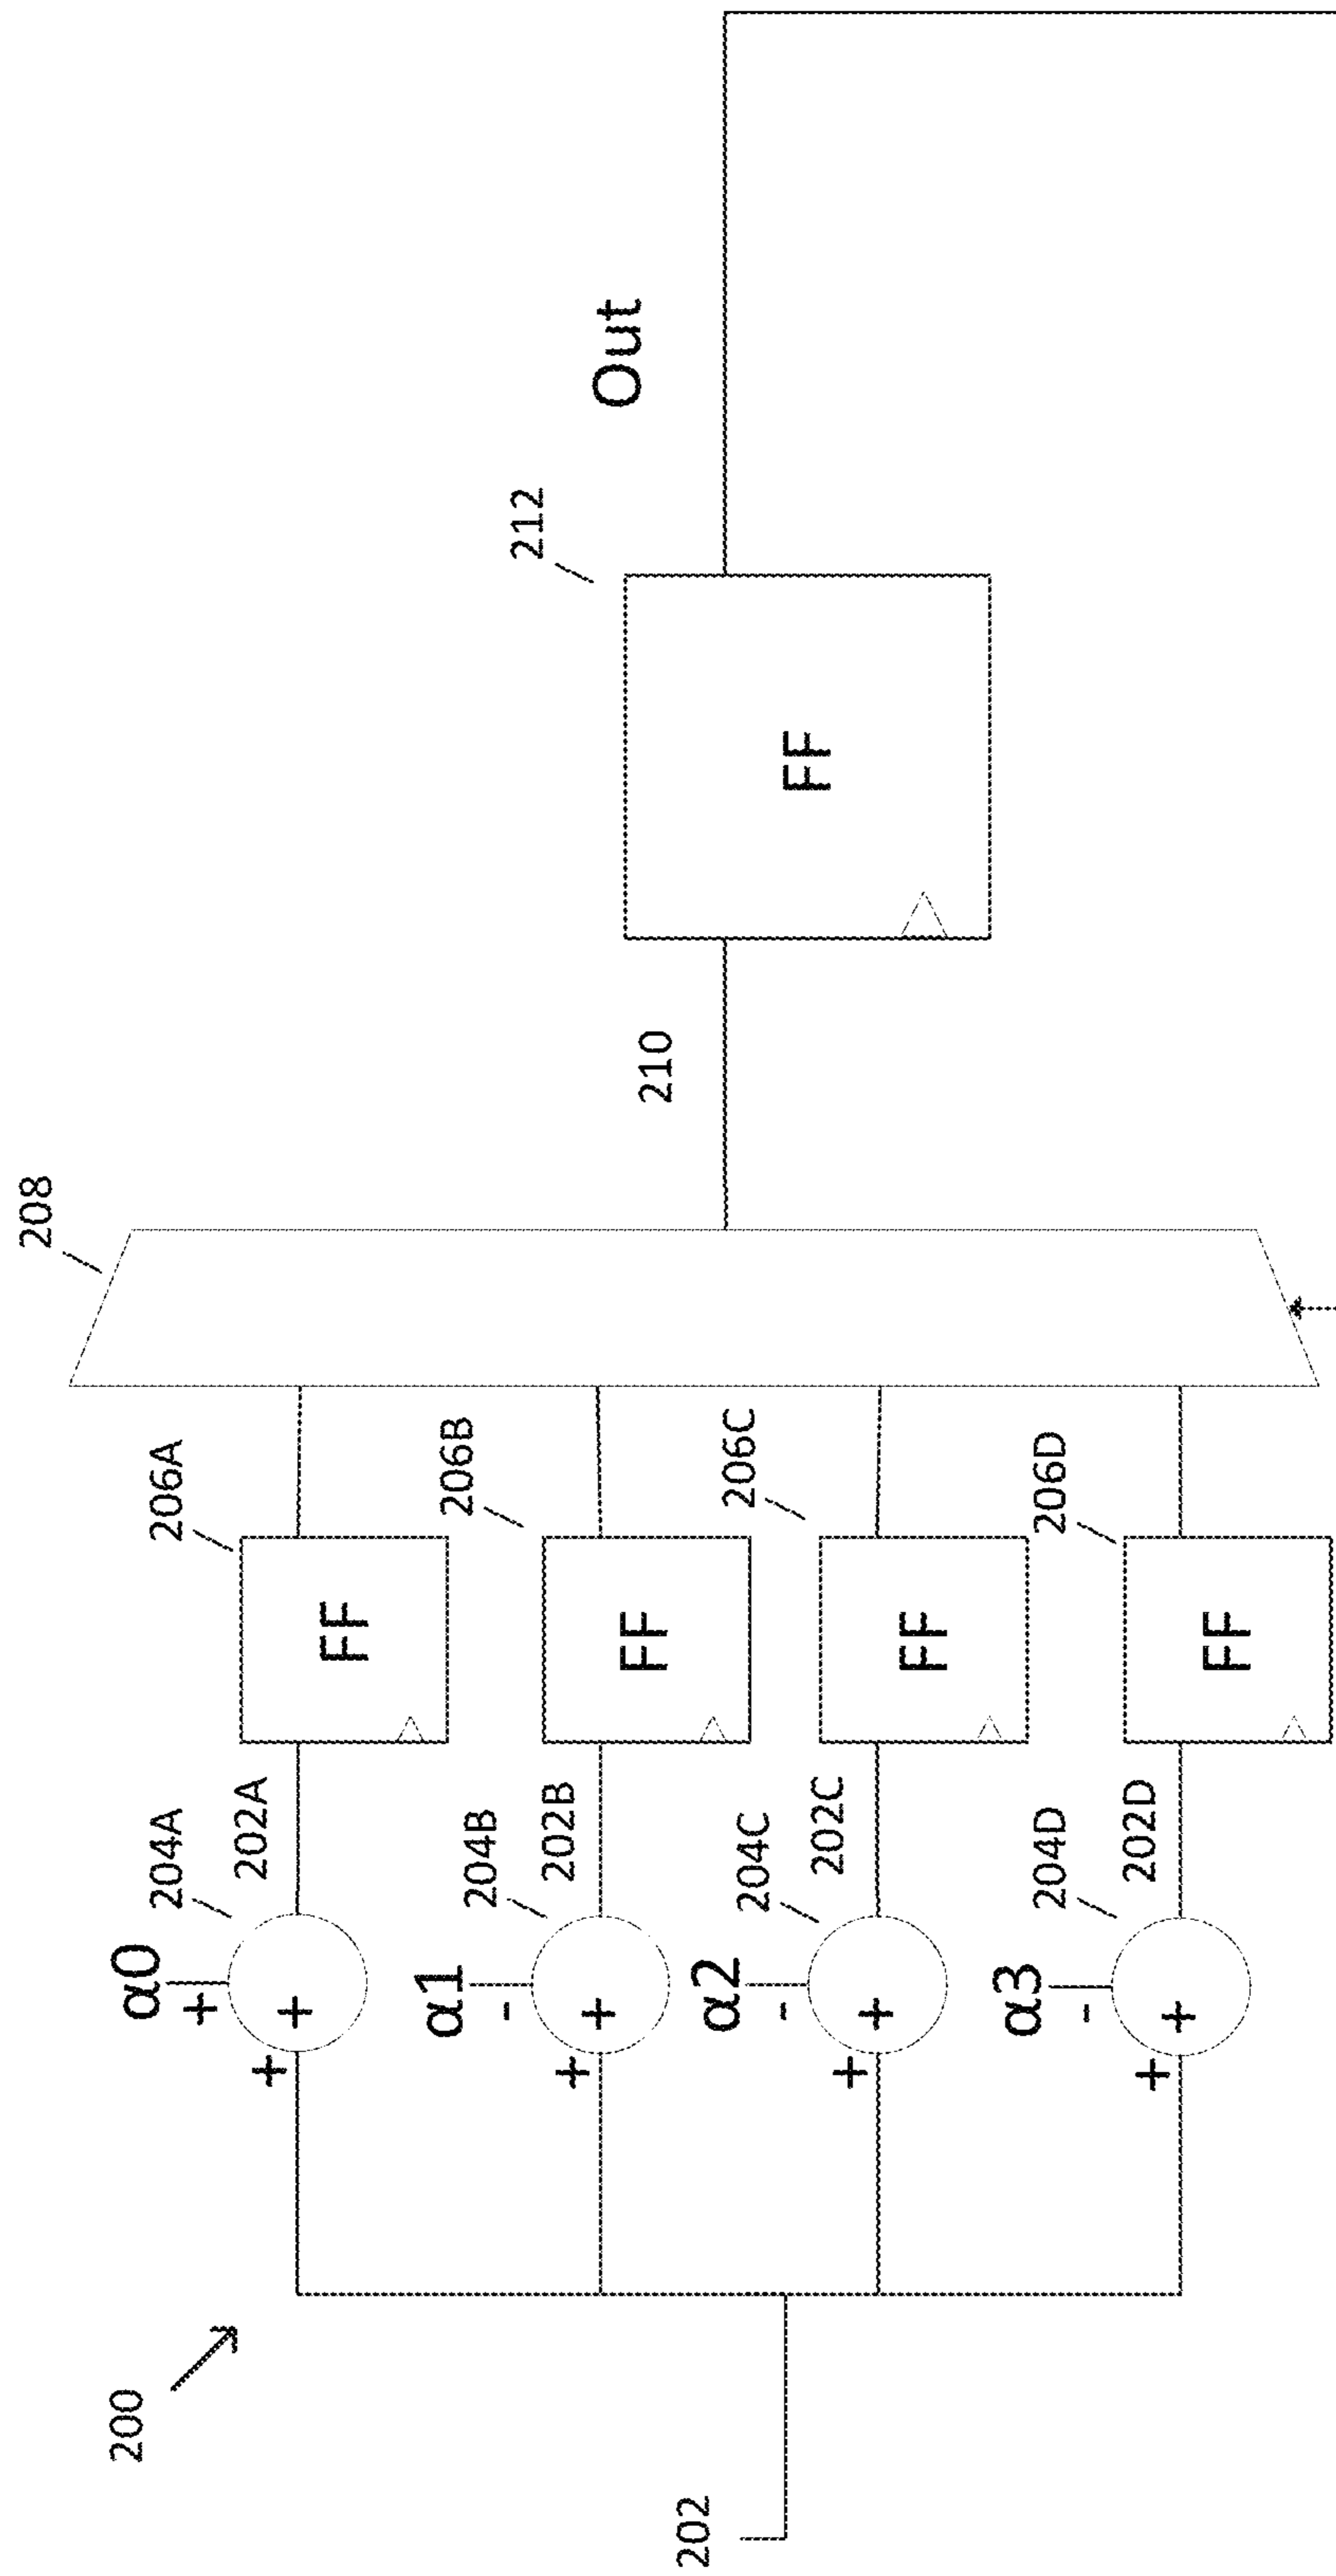 200
202
α0
+
+
+
204A
202A
206A
FF
α1
-
+
+
204B
202B
206B
FF
α2
-
+
+
204C
202C
206C
FF
α3
-
+
+
204D
202D
206D
FF
208
210
212
FF
Out